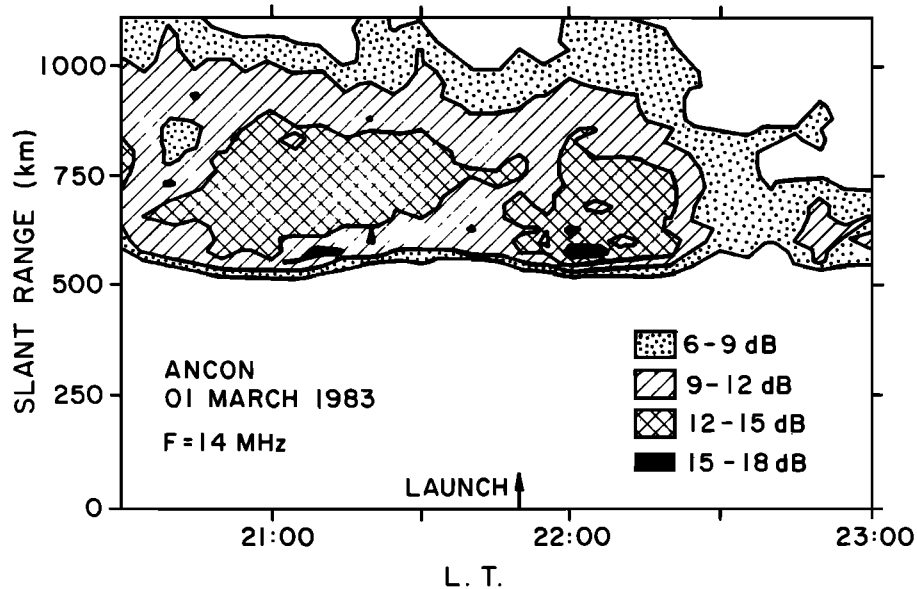 SLANT RANGE (km)
1000
750
500
250
0
ANCON
01 MARCH 1983
F=14 MHz
6-9 dB
9-12 dB
12-15 dB
15-18 dB
LAUNCH
21:00
22:00
23:00
L. T.